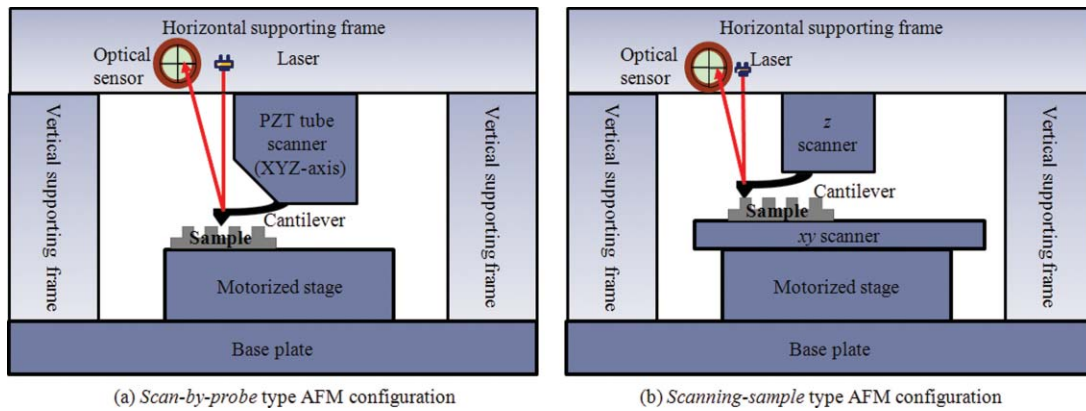 Horizontal supporting frame
Optical
sensor
Laser
Vertical supporting frame
PZT tube
scanner
(XYZ-axis)
Cantilever
Sample
Motorized stage
Vertical supporting frame
Base plate
(a) Scan-by-probe type AFM configuration
Horizontal supporting frame
Optical
sensor
Laser
Vertical supporting frame
z
scanner
Cantilever
Sample
xy scanner
Motorized stage
Vertical supporting frame
Base plate
(b) Scanning-sample type AFM configuration